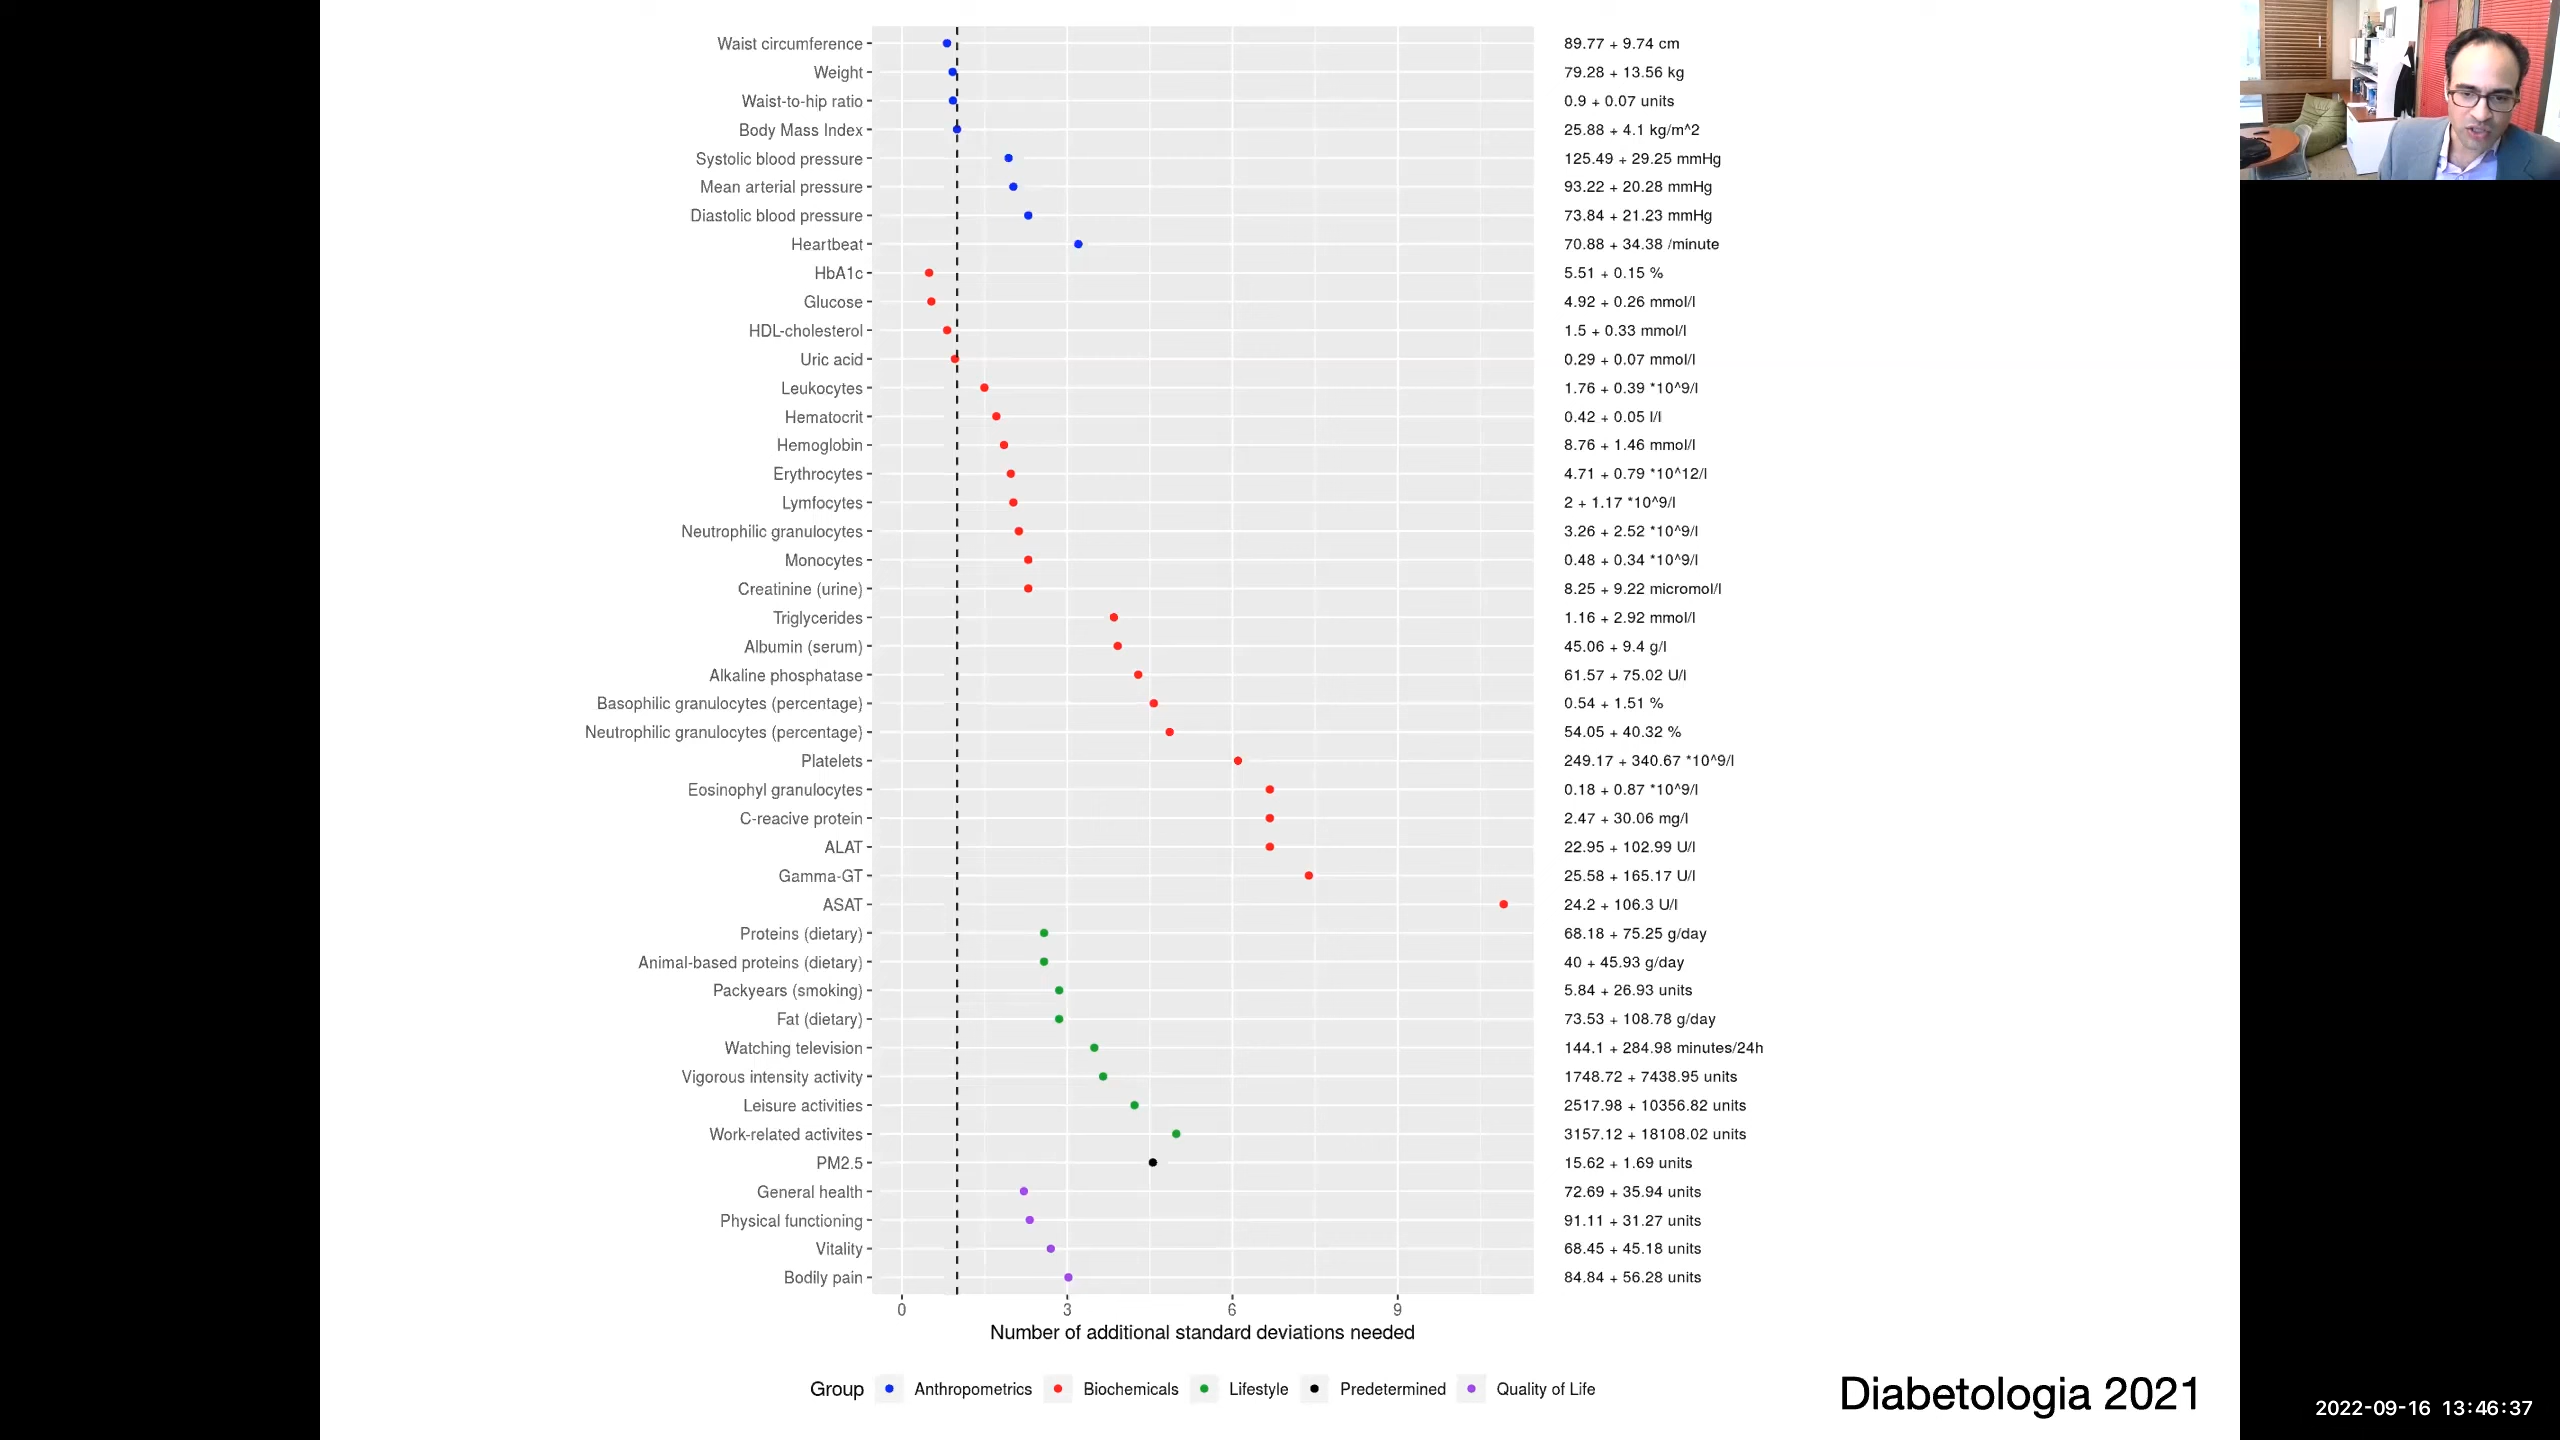 Waist circumference 89.77 + 9.74 cm
Weight 79.28 + 13.56 kg
Waist-to-hip ratio 0.9 + 0.07 units
Body Mass Index 25.88 + 4.1 kg/m^2
Systolic blood pressure 125.49 + 29.25 mmHg
Mean arterial pressure 93.22 + 20.28 mmHg
Diastolic blood pressure 73.84 + 21.23 mmHg
Heartbeat 70.88 + 34.38 /minute
HbA1c 5.51 + 0.15 %
Glucose 4.92 + 0.26 mmol/l
HDL-cholesterol 1.5 + 0.33 mmol/l
Uric acid 0.29 + 0.07 mmol/l
Leukocytes 1.76 + 0.39 *10^9/l
Hematocrit 0.42 + 0.05 l/l
Hemoglobin 8.76 + 1.46 mmol/l
Erythrocytes 4.71 + 0.79 *10^12/l
Lymfocytes 2 + 1.17 *10^9/l
Neutrophilic granulocytes 3.26 + 2.52 *10^9/l
Monocytes 0.48 + 0.34 *10^9/l
Creatinine (urine) 8.25 + 9.22 micromol/l
Triglycerides 1.16 + 2.92 mmol/l
Albumin (serum) 45.06 + 9.4 g/l
Alkaline phosphatase 61.57 + 75.02 U/l
Basophilic granulocytes (percentage) 0.54 + 1.51 %
Neutrophilic granulocytes (percentage) 54.05 + 40.32 %
Platelets 249.17 + 340.67 *10^9/l
Eosinophyl granulocytes 0.18 + 0.87 *10^9/l
C-reacive protein 2.47 + 30.06 mg/l
ALAT 22.95 + 102.99 U/l
Gamma-GT 25.58 + 165.17 U/l
ASAT 24.2 + 106.3 U/l
Proteins (dietary) 68.18 + 75.25 g/day
Animal-based proteins (dietary) 40 + 45.93 g/day
Packyears (smoking) 5.84 + 26.93 units
Fat (dietary) 73.53 + 108.78 g/day
Watching television 144.1 + 284.98 minutes/24h
Vigorous intensity activity 1748.72 + 7438.95 units
Leisure activities 2517.98 + 10356.82 units
Work-related activites 3157.12 + 18108.02 units
PM2.5 15.62 + 1.69 units
General health 72.69 + 35.94 units
Physical functioning 91.11 + 31.27 units
Vitality 68.45 + 45.18 units
Bodily pain 84.84 + 56.28 units
0 3 6 9
Number of additional standard deviations needed
Group Anthropometrics Biochemicals Lifestyle Predetermined Quality of Life
Diabetologia 2021
2022-09-16 13:46:37